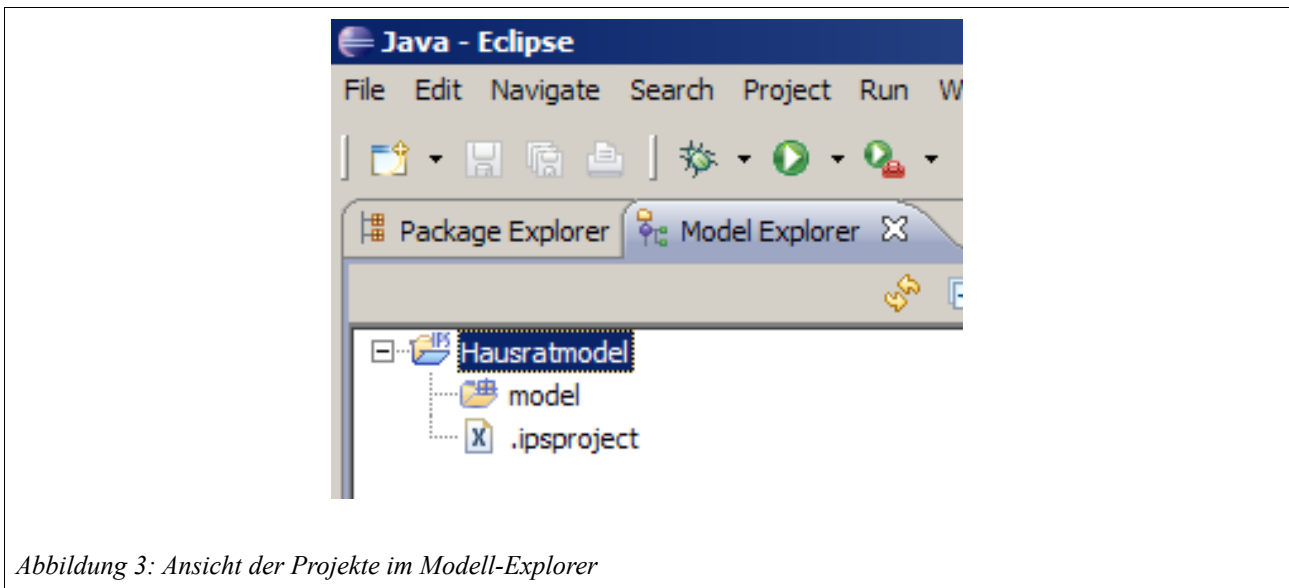 Java - Eclipse
File Edit Navigate Search Project Run W
Package Explorer Model Explorer
IPS Hausratmodel
model
X .ipsproject
Abbildung 3: Ansicht der Projekte im Modell-Explorer